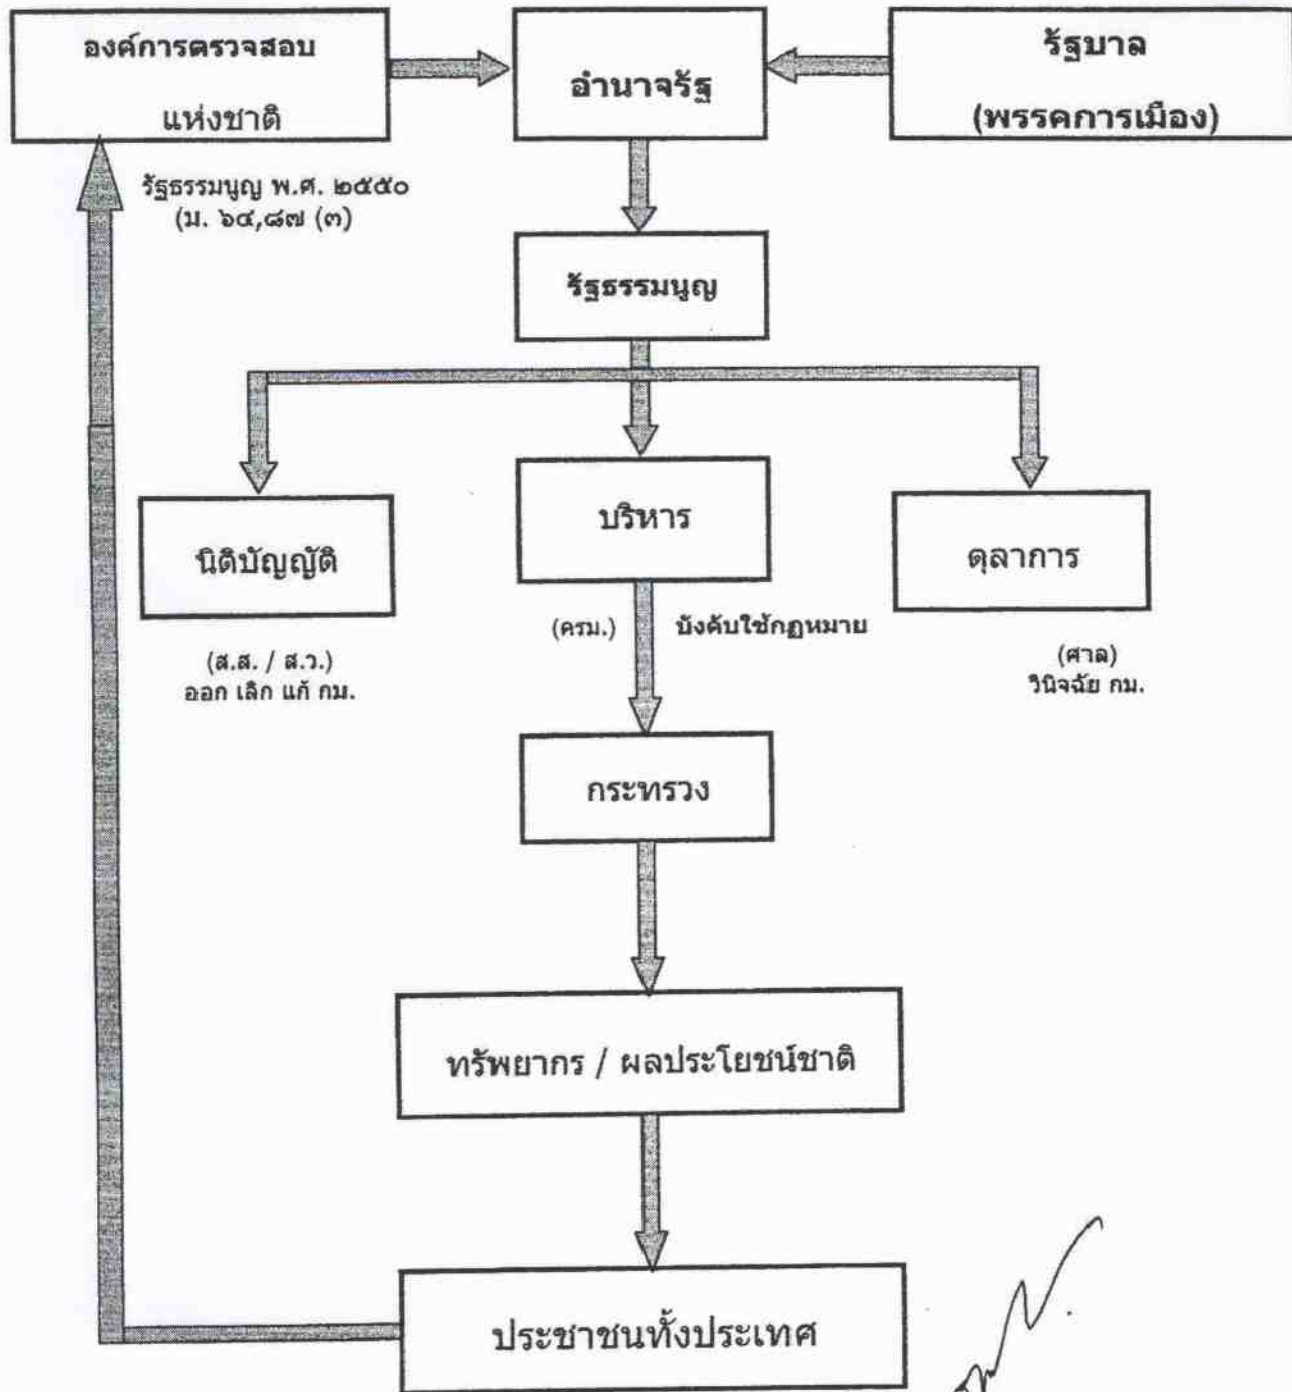 องค์การตรวจสอบ
แห่งชาติ
อำนาจรัฐ
รัฐบาล
(พรรคการเมือง)
รัฐธรรมนูญ พ.ศ. ๒๕๕๐
(ม. ๖๔,๘๗ (๓)
รัฐธรรมนูญ
นิติบัญญัติ
บริหาร
ตุลาการ
(ส.ส. / ส.ว.)
ออก เลิก แก้ กม.
(ครม.)
บังคับใช้กฎหมาย
(ศาล)
วินิจฉัย กม.
กระทรวง
ทรัพยากร / ผลประโยชน์ชาติ
ประชาชนทั้งประเทศ